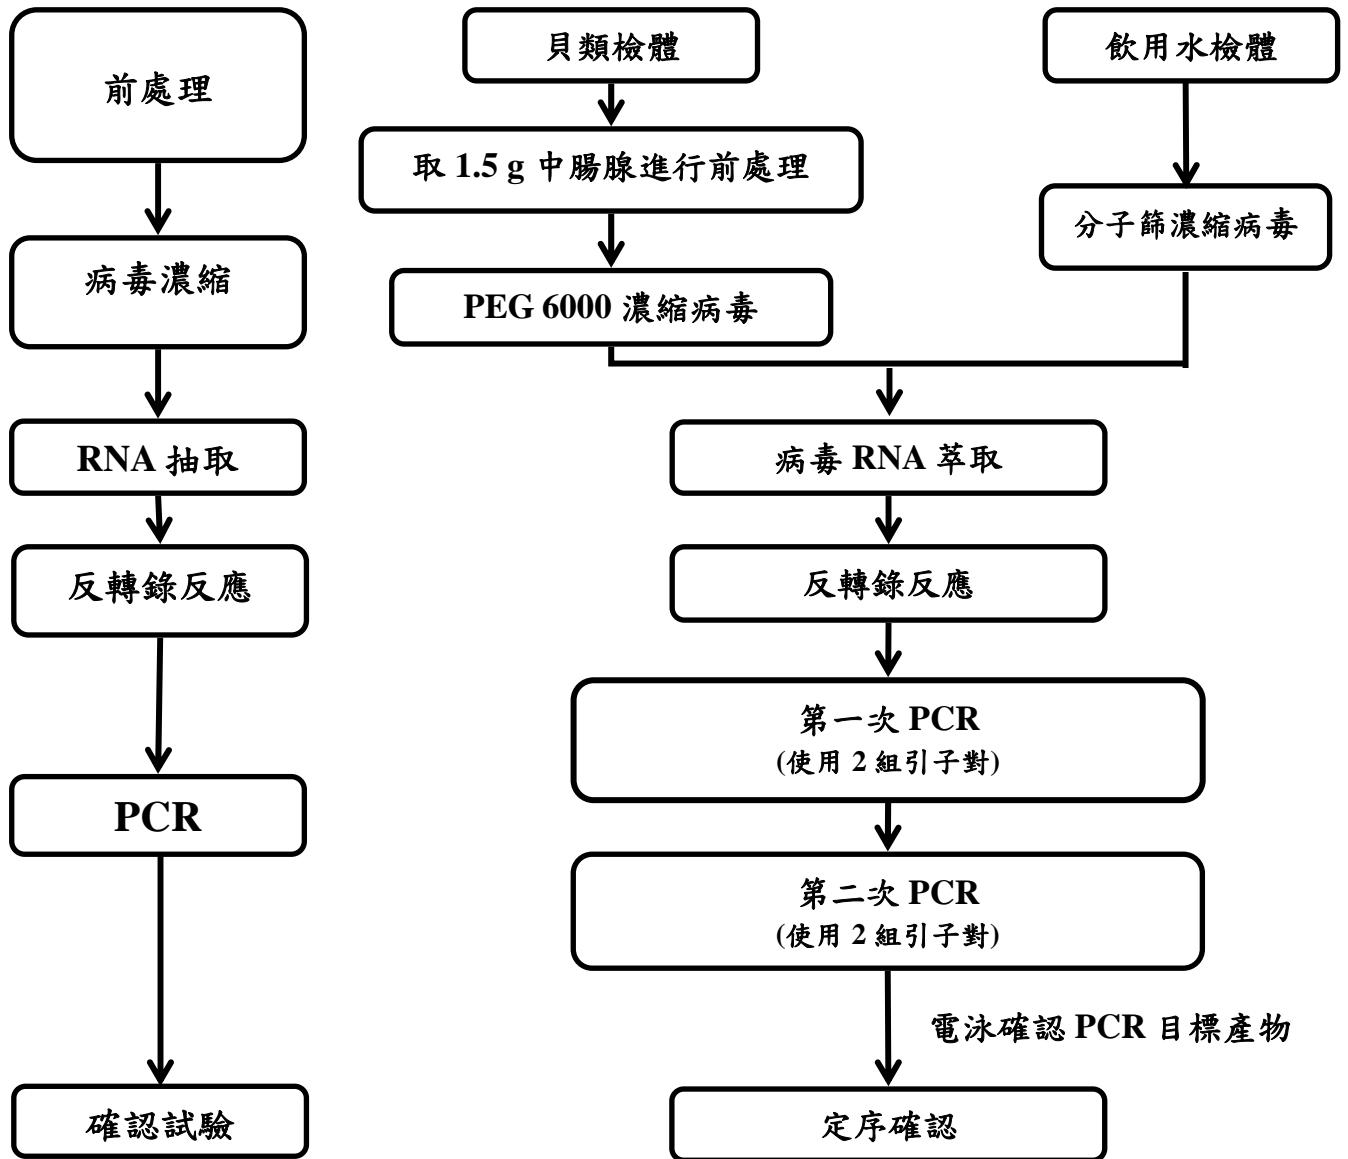 前處理
病毒濃縮
RNA 抽取
反轉錄反應
PCR
確認試驗
貝類檢體
取 1.5 g 中腸腺進行前處理
PEG 6000 濃縮病毒
飲用水檢體
分子篩濃縮病毒
病毒 RNA 萃取
反轉錄反應
第一次 PCR
(使用 2 組引子對)
第二次 PCR
(使用 2 組引子對)
電泳確認 PCR 目標產物
定序確認